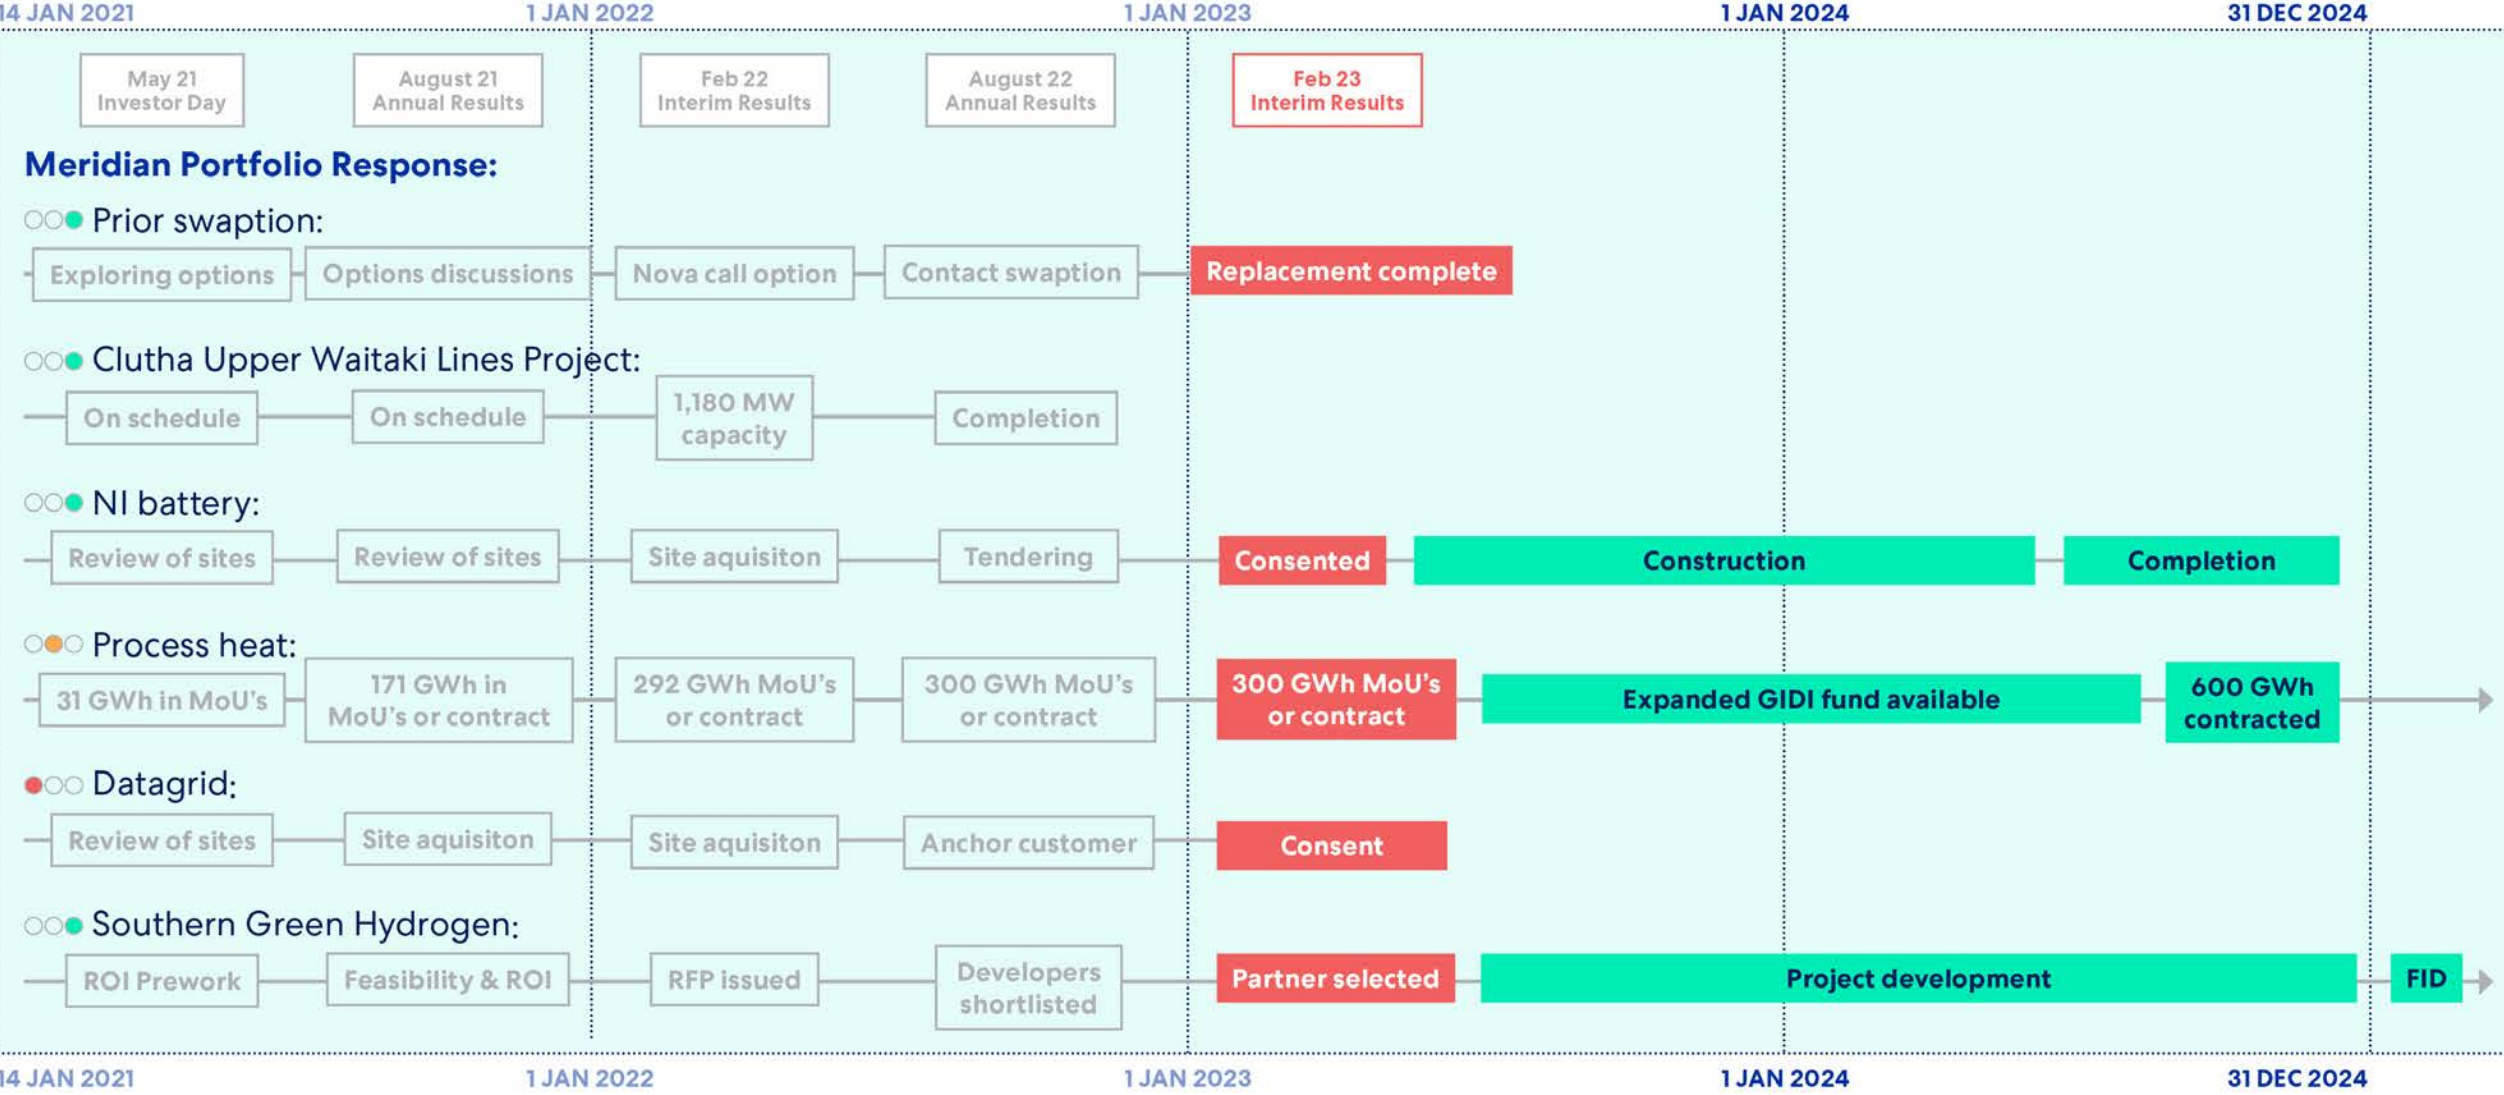 14 JAN 2021
1 JAN 2022
1 JAN 2023
1 JAN 2024
31 DEC 2024
May 21
Investor Day
August 21
Annual Results
Feb 22
Interim Results
August 22
Annual Results
Feb 23
Interim Results
Meridian Portfolio Response:
Prior swaption:
Exploring options
Options discussions
Nova call option
Contact swaption
Replacement complete
Clutha Upper Waitaki Lines Project:
On schedule
On schedule
1,180 MW
capacity
Completion
NI battery:
Review of sites
Review of sites
Site aquisiton
Tendering
Consented
Construction
Completion
Process heat:
31 GWh in MoU's
171 GWh in
MoU's or contract
292 GWh MoU's
or contract
300 GWh MoU's
or contract
300 GWh MoU's
or contract
Expanded GIDI fund available
600 GWh
contracted
Datagrid:
Review of sites
Site aquisiton
Site aquisiton
Anchor customer
Consent
Southern Green Hydrogen:
ROI Prework
Feasibility & ROI
RFP issued
Developers
shortlisted
Partner selected
Project development
FID
14 JAN 2021
1 JAN 2022
1 JAN 2023
1 JAN 2024
31 DEC 2024